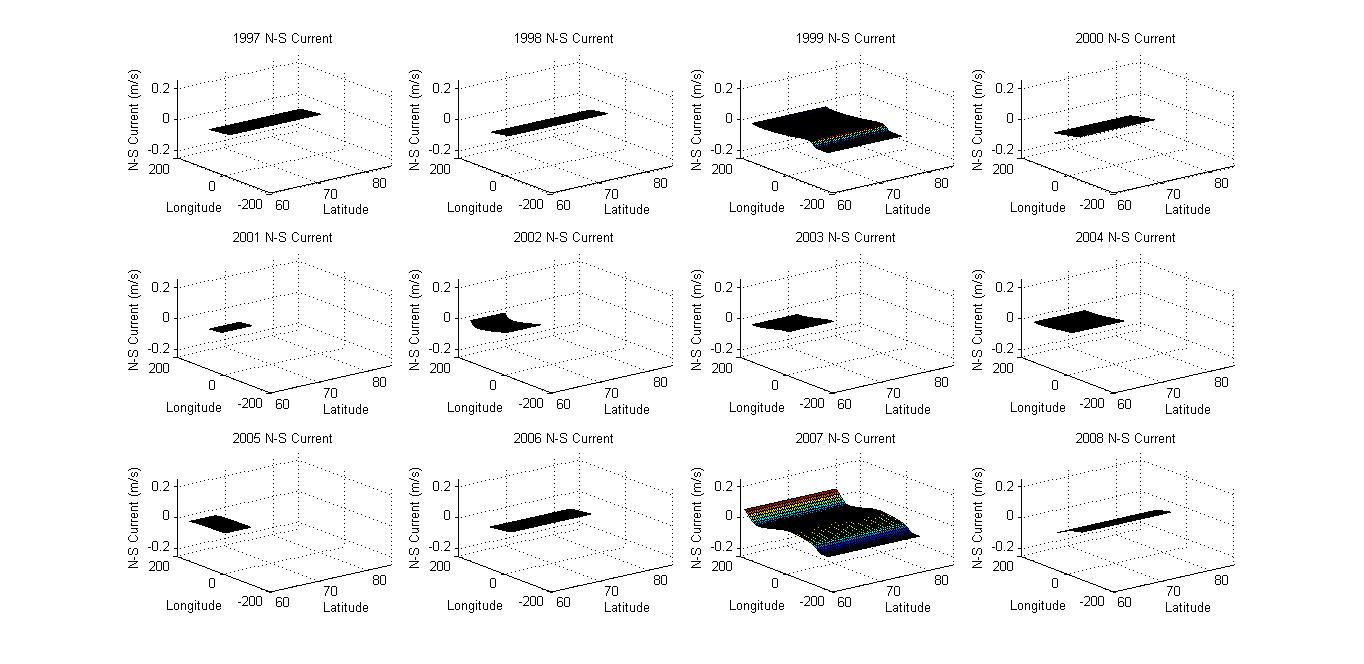 1997 N-S Current
1998 N-S Current
1999 N-S Current
2000 N-S Current
N-S Current (m/s)
0.2
0
-0.2
200
0
-200
Longitude
60
70
80
Latitude
N-S Current (m/s)
0.2
0
-0.2
200
0
-200
Longitude
60
70
80
Latitude
N-S Current (m/s)
0.2
0
-0.2
200
0
-200
Longitude
60
70
80
Latitude
N-S Current (m/s)
0.2
0
-0.2
200
0
-200
Longitude
60
70
80
Latitude
2001 N-S Current
2002 N-S Current
2003 N-S Current
2004 N-S Current
N-S Current (m/s)
0.2
0
-0.2
200
0
-200
Longitude
60
70
80
Latitude
N-S Current (m/s)
0.2
0
-0.2
200
0
-200
Longitude
60
70
80
Latitude
N-S Current (m/s)
0.2
0
-0.2
200
0
-200
Longitude
60
70
80
Latitude
N-S Current (m/s)
0.2
0
-0.2
200
0
-200
Longitude
60
70
80
Latitude
2005 N-S Current
2006 N-S Current
2007 N-S Current
2008 N-S Current
N-S Current (m/s)
0.2
0
-0.2
200
0
-200
Longitude
60
70
80
Latitude
N-S Current (m/s)
0.2
0
-0.2
200
0
-200
Longitude
60
70
80
Latitude
N-S Current (m/s)
0.2
0
-0.2
200
0
-200
Longitude
60
70
80
Latitude
N-S Current (m/s)
0.2
0
-0.2
200
0
-200
Longitude
60
70
80
Latitude